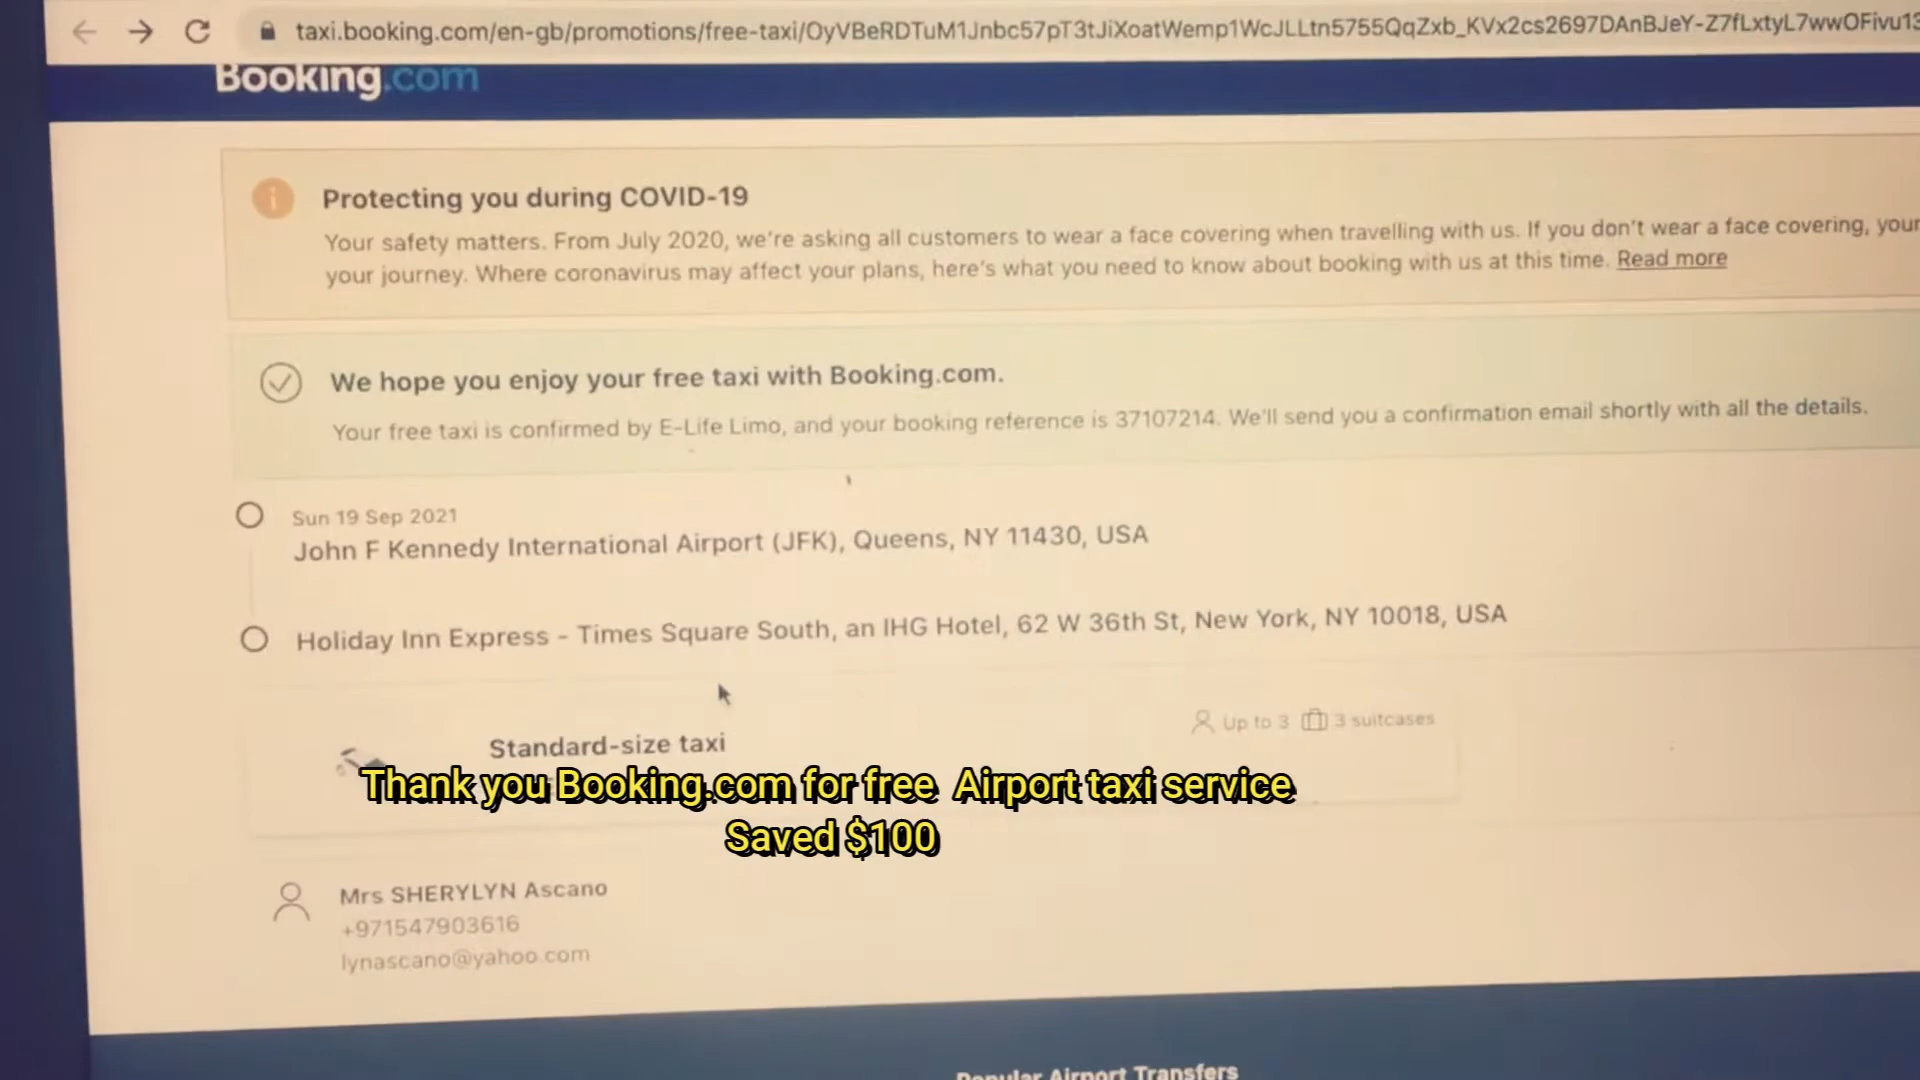 taxi.booking.com/en-gb/promotions/free-taxi/OyVBeRDTuM1Jnbc57pT3tJiXoatWemp1WcJLLtn5755QqZxb_KVx2cs2697DAnBJeY-Z7fLxtyL7wwOFivu13
Booking.com
Protecting you during COVID-19
Your safety matters. From July 2020, we're asking all customers to wear a face covering when travelling with us. If you don't wear a face covering, your
your journey. Where coronavirus may affect your plans, here's what you need to know about booking with us at this time. Read more
We hope you enjoy your free taxi with Booking.com.
Your free taxi is confirmed by E-Life Limo, and your booking reference is 37107214. We'll send you a confirmation email shortly with all the details.
Sun 19 Sep 2021
John F Kennedy International Airport (JFK), Queens, NY 11430, USA
Holiday Inn Express - Times Square South, an IHG Hotel, 62 W 36th St, New York, NY 10018, USA
Up to 3 3 suitcases
Standard-size taxi
Thank you Booking.com for free Airport taxi service
Saved $100
Mrs SHERYLYN Ascano
+971547903616
lynascano@yahoo.com
Popular Airport Transfers